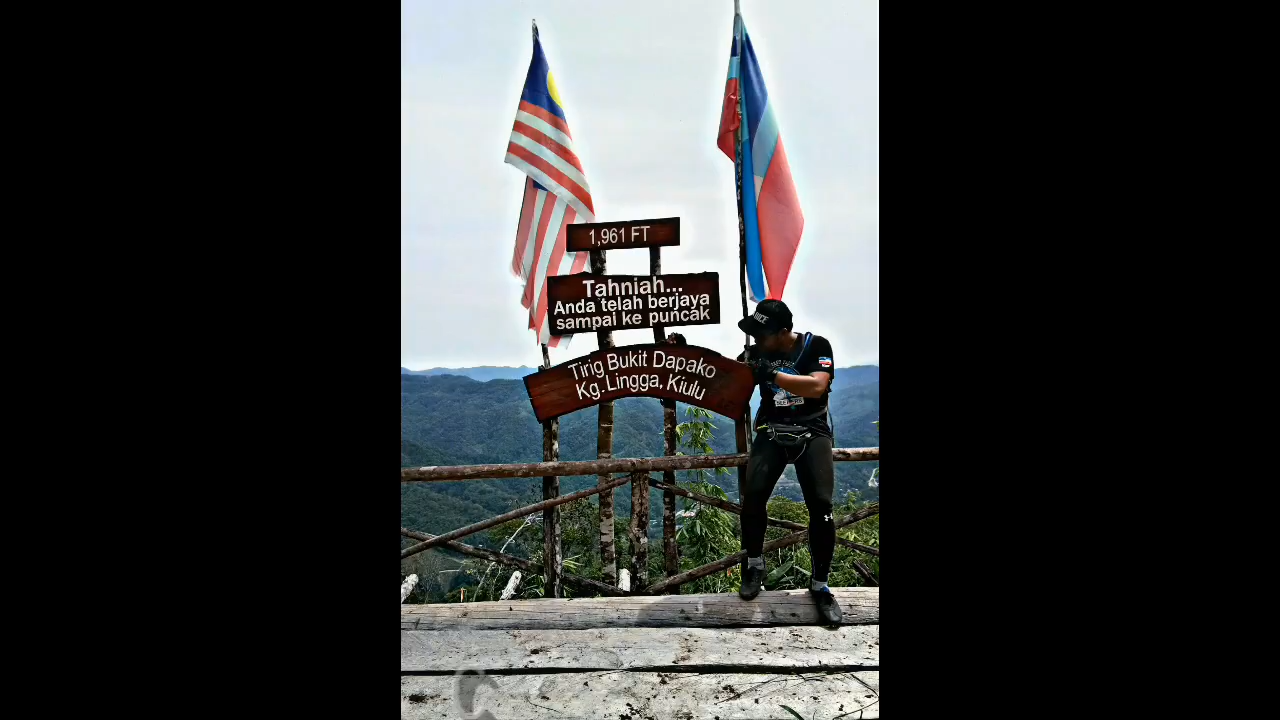 1,961 FT
Tahniah...
Anda telah berjaya
sampai ke puncak
Tirig Bukit Dapako
Kg. Lingga, Kiulu